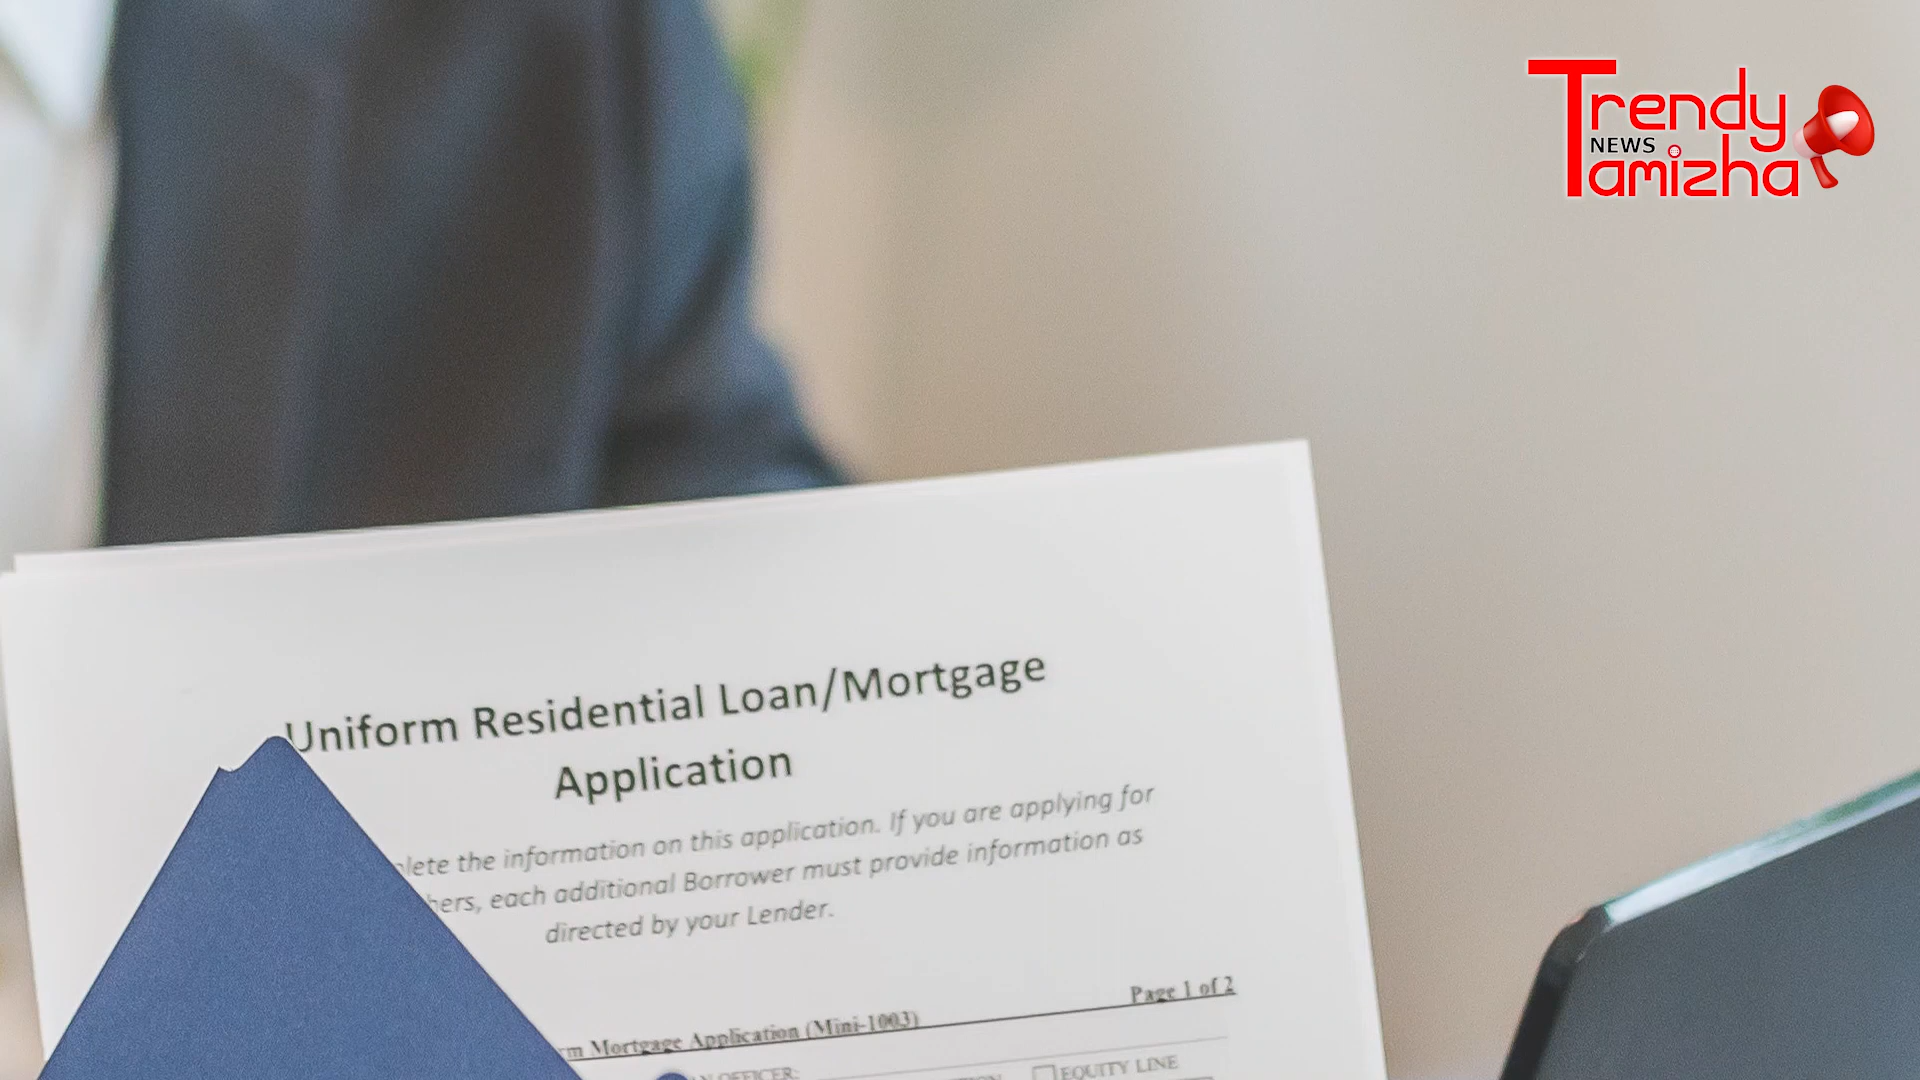 Trendy
NEWS
Tamizha
Uniform Residential Loan/Mortgage
Application
the information on this application. If you are applying for
each additional Borrower must provide information as
directed by your Lender.
Page 1 of 2
Mortgage Application (Mini-1003)
EQUITY LINE